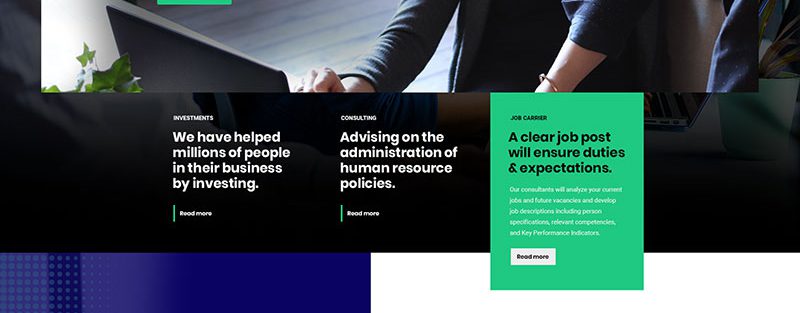 INVESTMENTS
We have helped
millions of people
in their business
by investing.
Read more
CONSULTING
Advising on the
administration of
human resource
policies.
Read more
JOB CARRIER
A clear job post
will ensure duties
& expectations.
Our consultants will analyze your current
jobs and future vacancies and develop
job descriptions including person
specifications, relevant competencies,
and Key Performance Indicators.
Read more